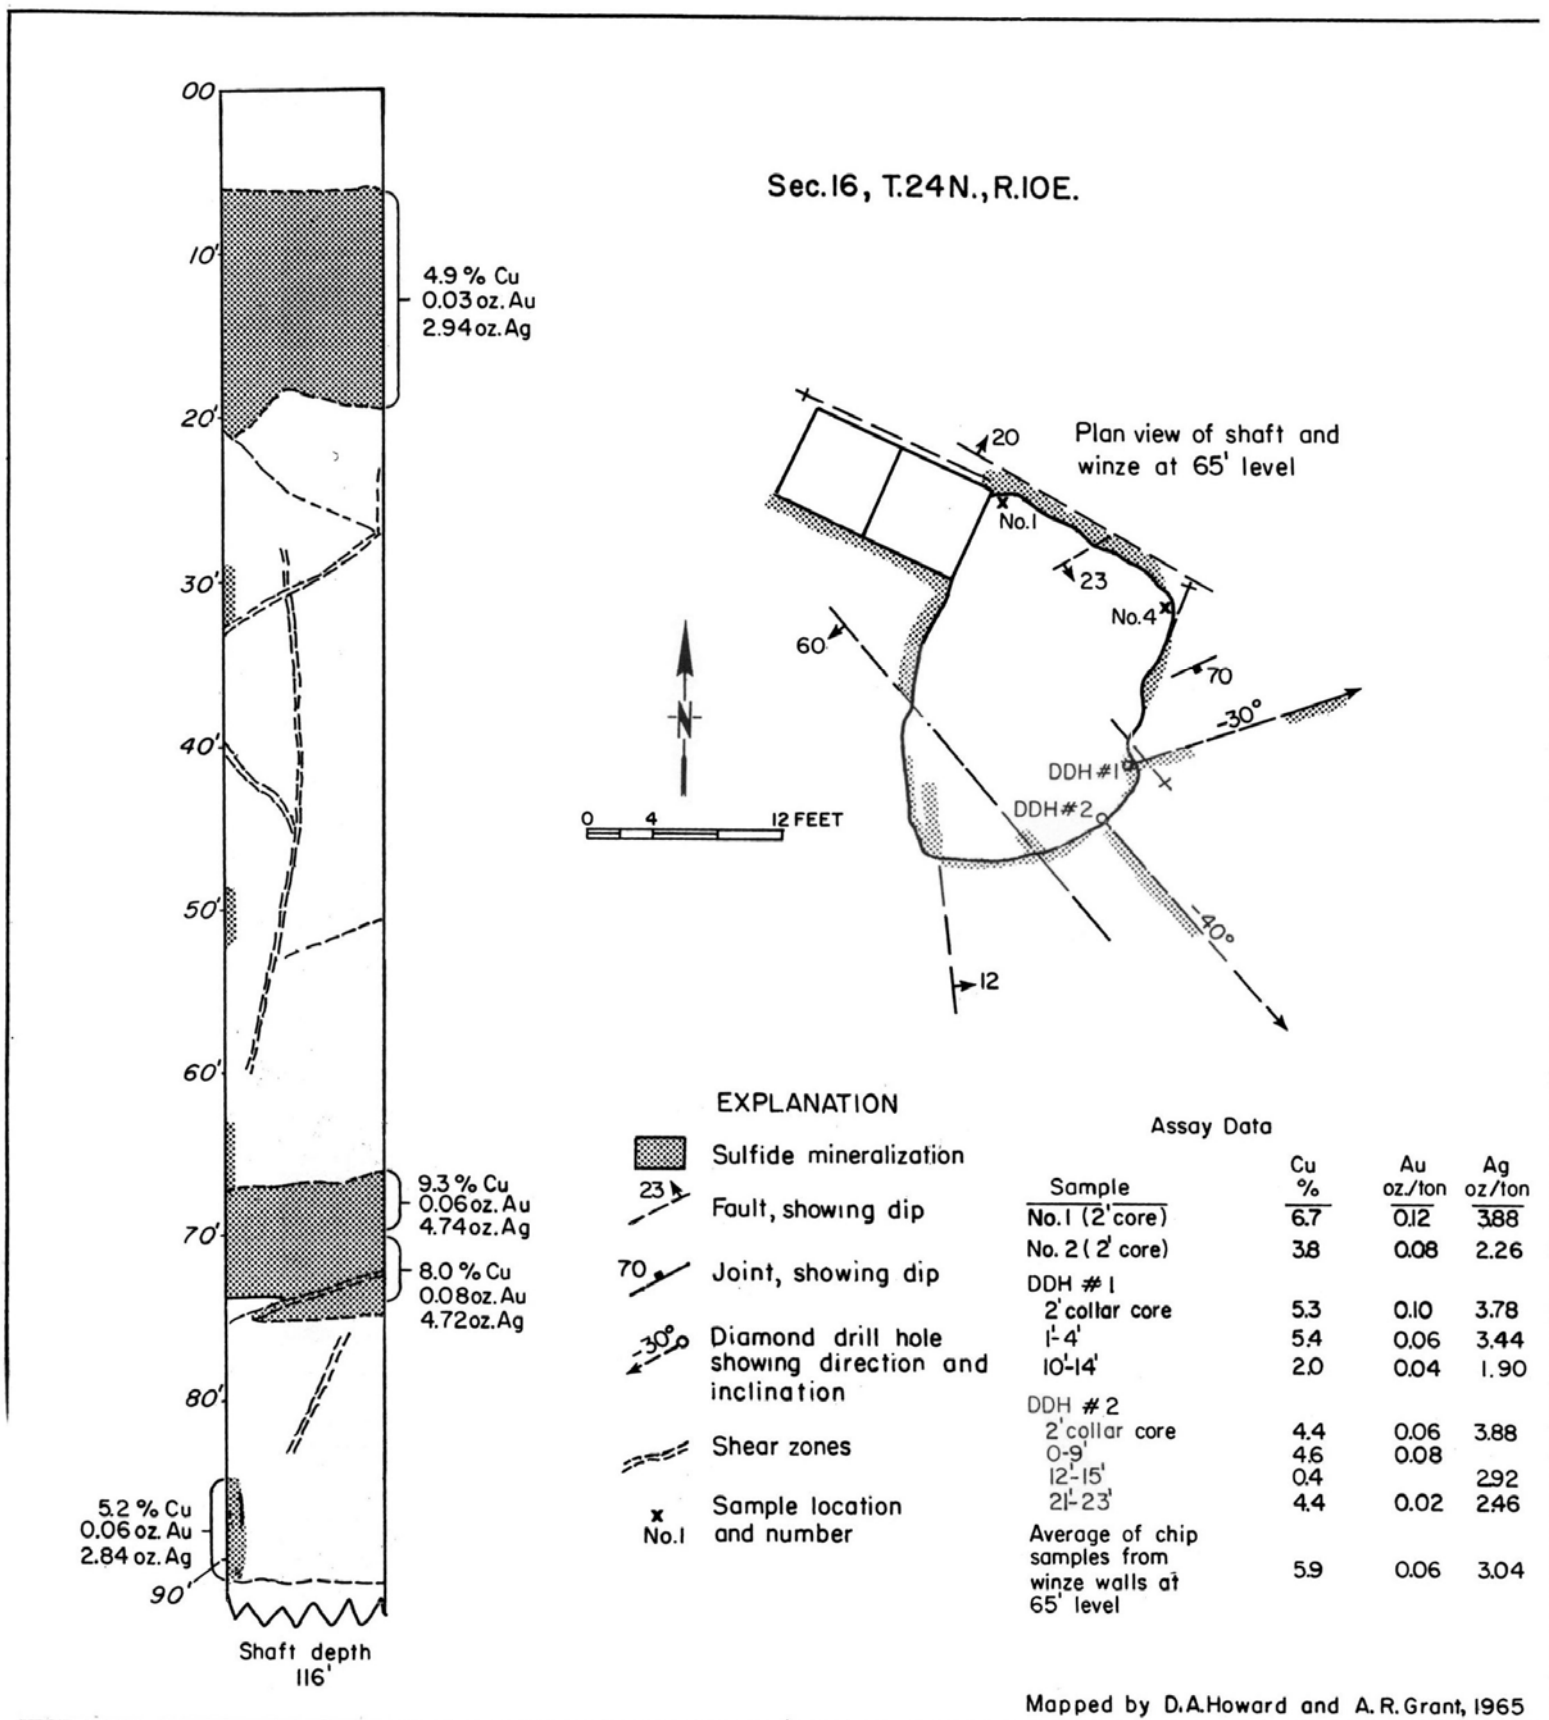 Sec. 16, T. 24 N., R. 10 E.
00
10'
20'
30'
40'
50'
60'
70'
80'
90'
4.9 % Cu
0.03 oz. Au
2.94 oz. Ag
9.3 % Cu
0.06 oz. Au
4.74 oz. Ag
8.0 % Cu
0.08 oz. Au
4.72 oz. Ag
5.2 % Cu
0.06 oz. Au
2.84 oz. Ag
Shaft depth
116'
Plan view of shaft and
winze at 65' level
20
No. 1
23
No. 4
60
70
-30°
DDH #1
DDH #2
-40°
12
N
0 4 12 FEET
EXPLANATION
Sulfide mineralization
23
Fault, showing dip
70
Joint, showing dip
-30°
Diamond drill hole
showing direction and
inclination
Shear zones
x
No. 1
Sample location
and number
Assay Data
Cu Au Ag
Sample % oz./ton oz/ton
No. 1 (2' core) 6.7 0.12 3.88
No. 2 (2' core) 3.8 0.08 2.26
DDH # 1
2' collar core 5.3 0.10 3.78
1'-4' 5.4 0.06 3.44
10'-14' 2.0 0.04 1.90
DDH # 2
2' collar core 4.4 0.06 3.88
0-9' 4.6 0.08
12'-15' 0.4 2.92
21'-23' 4.4 0.02 2.46
Average of chip
samples from
winze walls at 5.9 0.06 3.04
65' level
Mapped by D. A. Howard and A. R. Grant, 1965